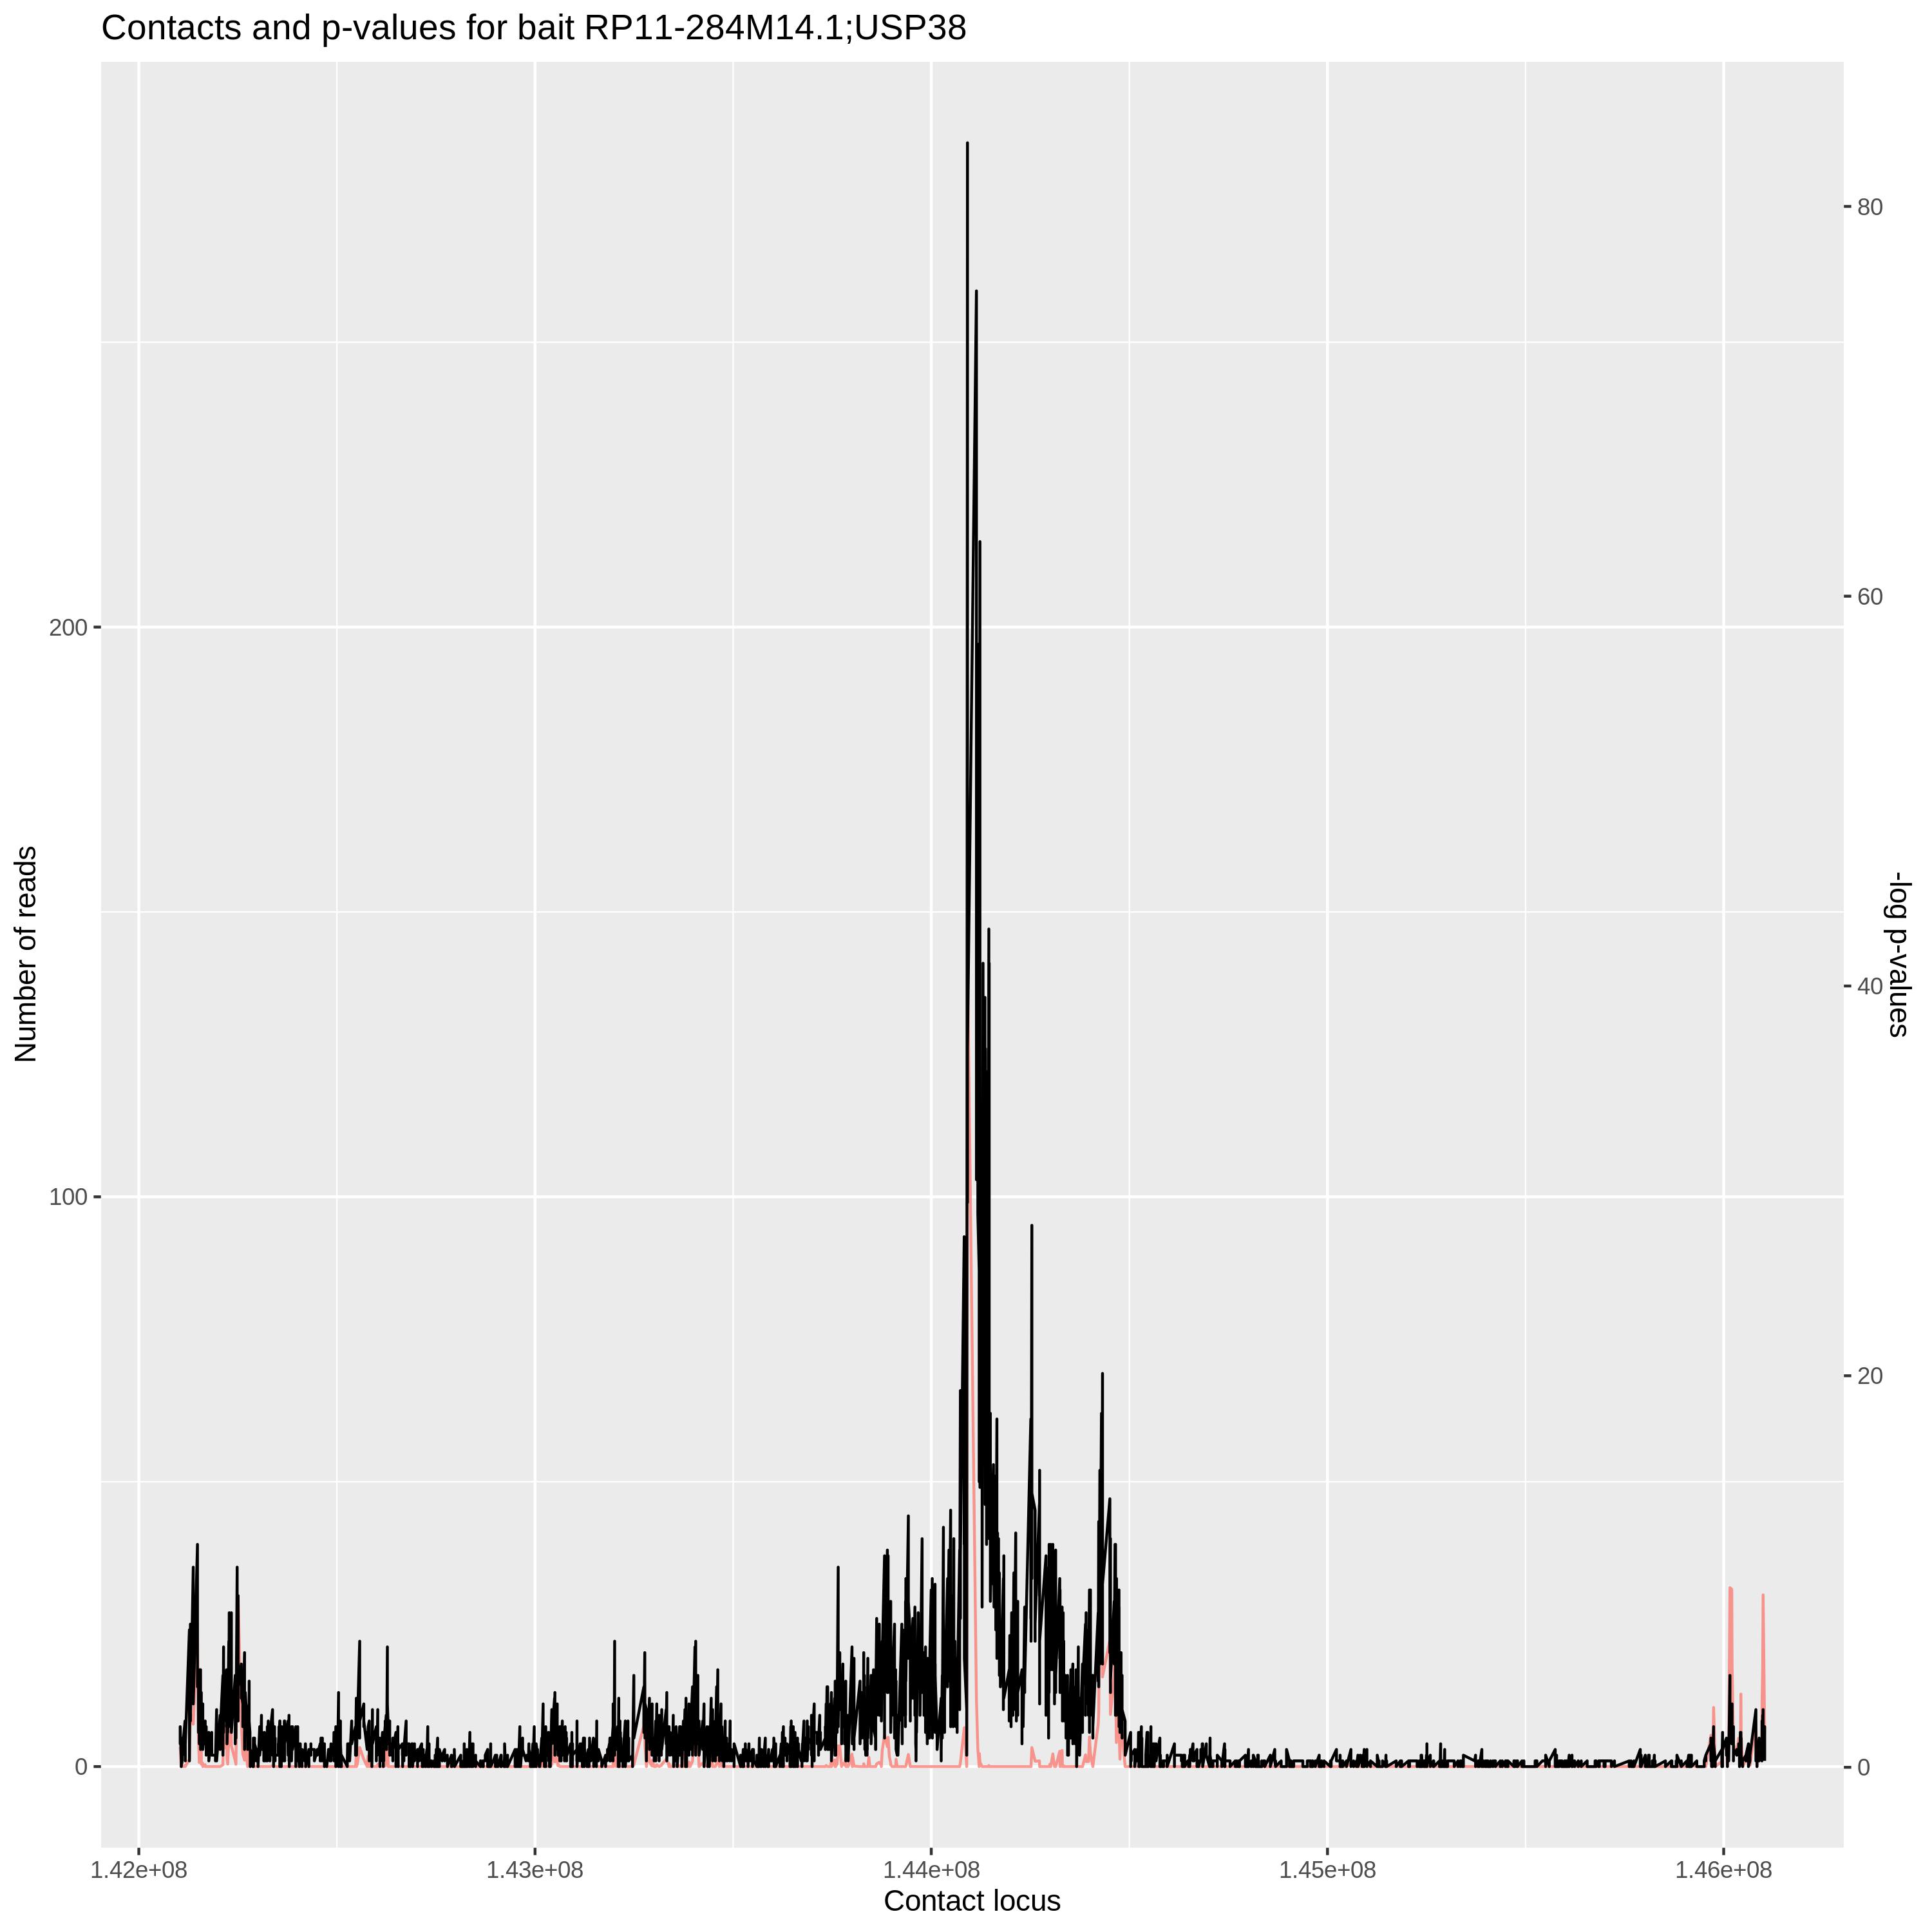 Contacts and p-values for bait RP11-284M14.1;USP38
Number of reads
200
100
0
80
60
40
20
0
-log p-values
1.42e+08 1.43e+08 1.44e+08 1.45e+08 1.46e+08
Contact locus